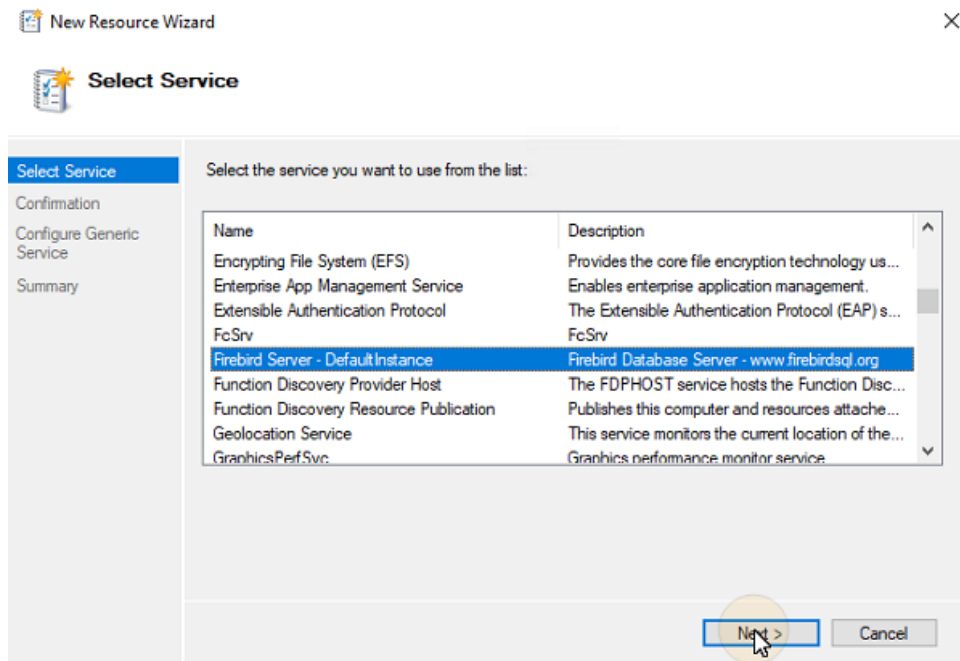 New Resource Wizard
Select Service
Select Service
Confirmation
Configure Generic
Service
Summary
Select the service you want to use from the list:
Name Description
Encrypting File System (EFS) Provides the core file encryption technology us...
Enterprise App Management Service Enables enterprise application management.
Extensible Authentication Protocol The Extensible Authentication Protocol (EAP) s...
FcSrv FcSrv
Firebird Server - DefaultInstance Firebird Database Server - www.firebirdsql.org
Function Discovery Provider Host The FDPHOST service hosts the Function Disc...
Function Discovery Resource Publication Publishes this computer and resources attache...
Geolocation Service This service monitors the current location of the...
GraphicsPerfSvc Graphics performance monitor service
Next > Cancel